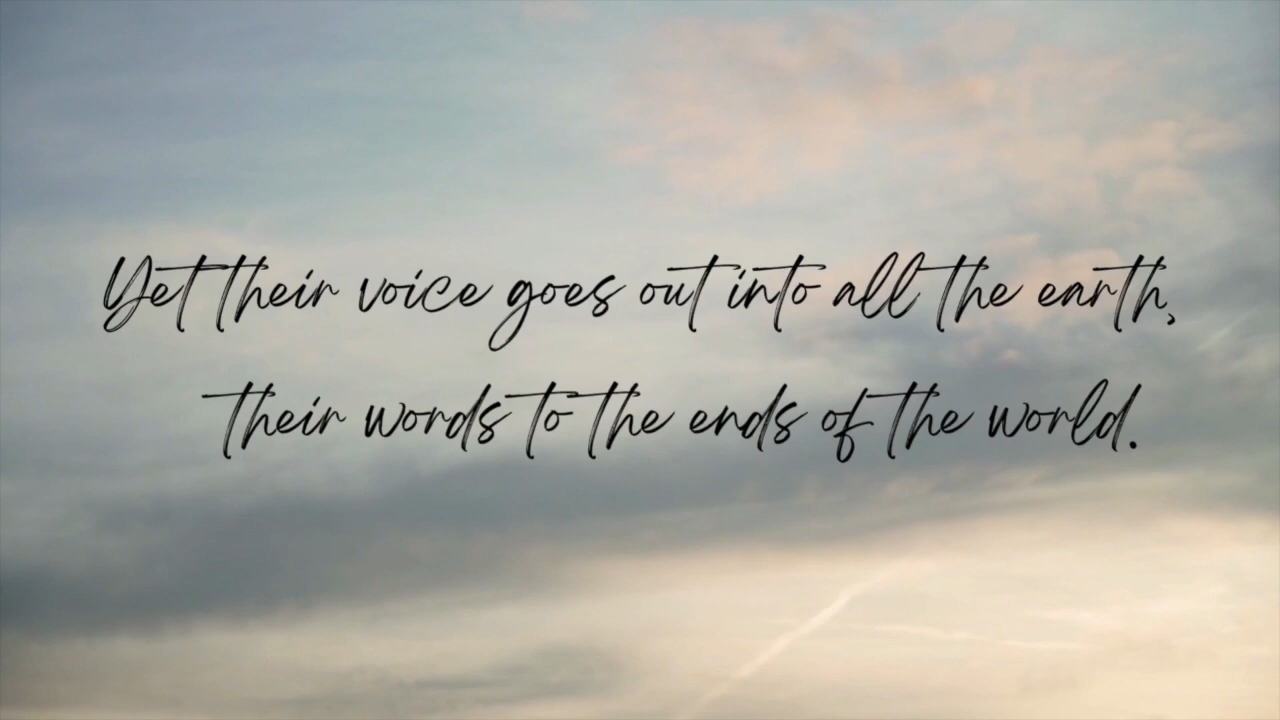 Yet their voice goes out into all the earth,
their words to the ends of the world.